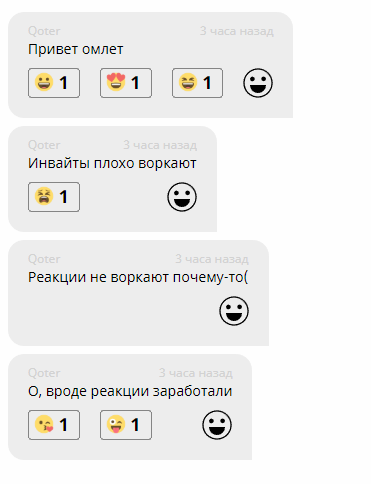 Qoter 3 часа назад
Привет омлет
1 1 1
Qoter 3 часа назад
Инвайты плохо воркают
1
Qoter 3 часа назад
Реакции не воркают почему-то(
Qoter 3 часа назад
О, вроде реакции заработали
1 1